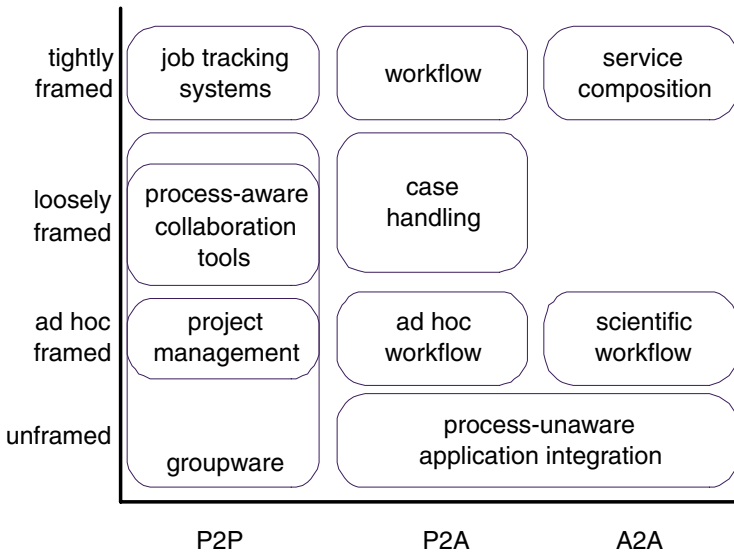 tightly
framed
job tracking
systems
workflow
service
composition
loosely
framed
process-aware
collaboration
tools
case
handling
ad hoc
framed
project
management
ad hoc
workflow
scientific
workflow
unframed
groupware
process-unaware
application integration
P2P
P2A
A2A